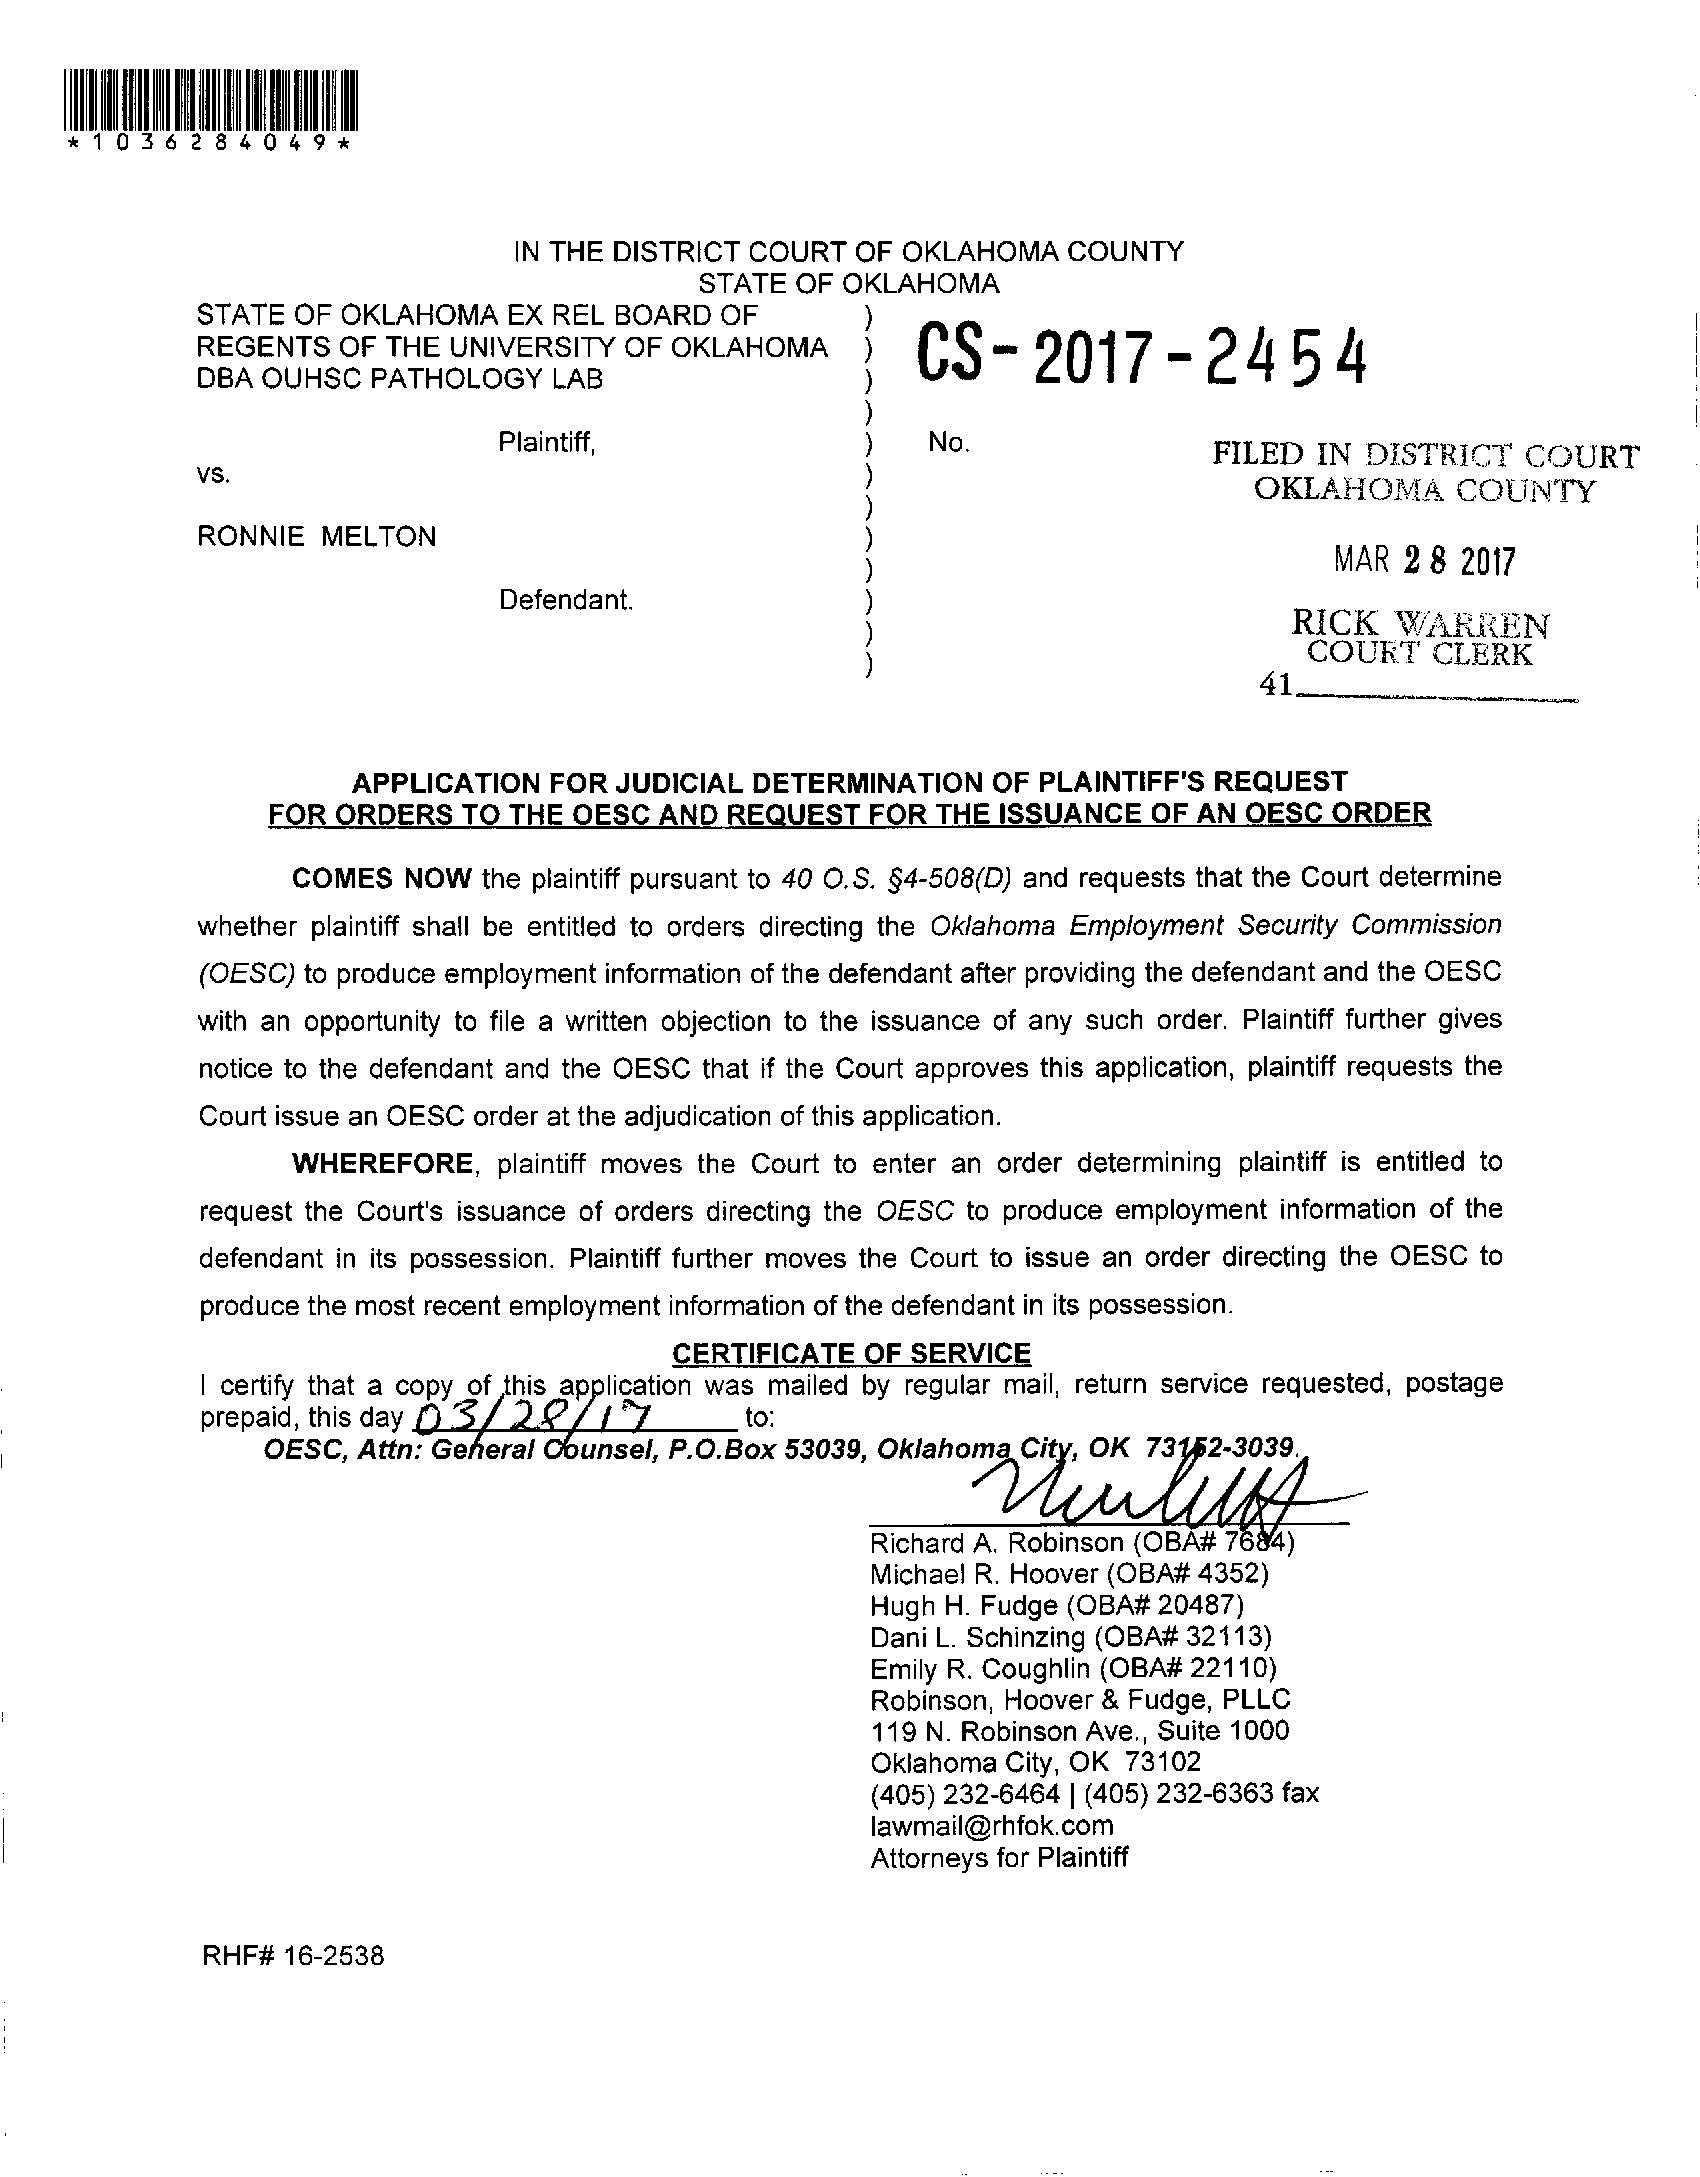 *1036284049*
IN THE DISTRICT COURT OF OKLAHOMA COUNTY
STATE OF OKLAHOMA
STATE OF OKLAHOMA EX REL BOARD OF )
REGENTS OF THE UNIVERSITY OF OKLAHOMA )
DBA OUHSC PATHOLOGY LAB )
CS-2017-2454
)
Plaintiff, ) No.
vs. )
)
RONNIE MELTON )
)
Defendant. )
)
)
FILED IN DISTRICT COURT
OKLAHOMA COUNTY
MAR 28 2017
RICK WARREN
COURT CLERK
41
APPLICATION FOR JUDICIAL DETERMINATION OF PLAINTIFF'S REQUEST
FOR ORDERS TO THE OESC AND REQUEST FOR THE ISSUANCE OF AN OESC ORDER
COMES NOW the plaintiff pursuant to 40 O.S. §4-508(D) and requests that the Court determine
whether plaintiff shall be entitled to orders directing the Oklahoma Employment Security Commission
(OESC) to produce employment information of the defendant after providing the defendant and the OESC
with an opportunity to file a written objection to the issuance of any such order. Plaintiff further gives
notice to the defendant and the OESC that if the Court approves this application, plaintiff requests the
Court issue an OESC order at the adjudication of this application.
WHEREFORE, plaintiff moves the Court to enter an order determining plaintiff is entitled to
request the Court's issuance of orders directing the OESC to produce employment information of the
defendant in its possession. Plaintiff further moves the Court to issue an order directing the OESC to
produce the most recent employment information of the defendant in its possession.
CERTIFICATE OF SERVICE
I certify that a copy of this application was mailed by regular mail, return service requested, postage
prepaid, this day 03/28/17 to:
OESC, Attn: General Counsel, P.O.Box 53039, Oklahoma City, OK 73152-3039.
Richard A. Robinson (OBA# 7684)
Michael R. Hoover (OBA# 4352)
Hugh H. Fudge (OBA# 20487)
Dani L. Schinzing (OBA# 32113)
Emily R. Coughlin (OBA# 22110)
Robinson, Hoover & Fudge, PLLC
119 N. Robinson Ave., Suite 1000
Oklahoma City, OK 73102
(405) 232-6464 | (405) 232-6363 fax
lawmail@rhfok.com
Attorneys for Plaintiff
RHF# 16-2538